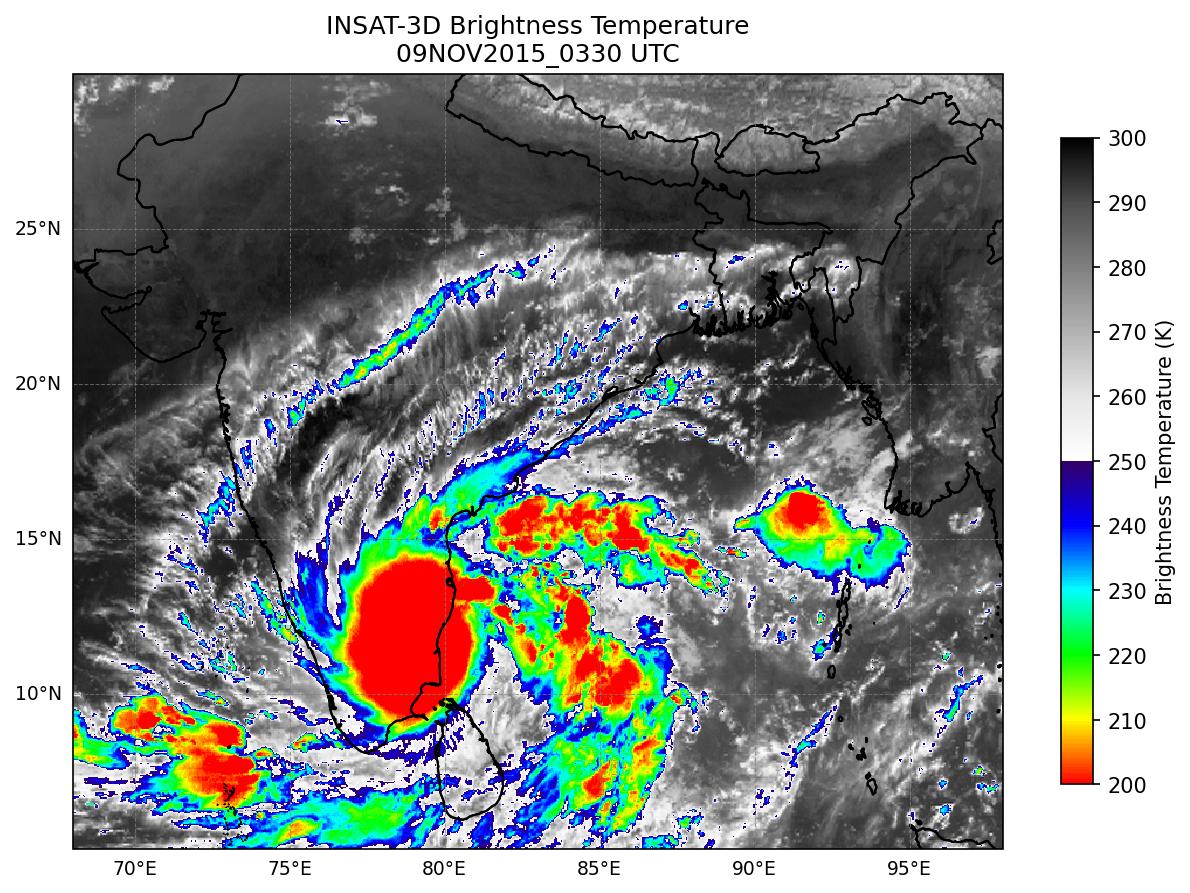 INSAT-3D Brightness Temperature
09NOV2015_0330 UTC
25°N
20°N
15°N
10°N
70°E
75°E
80°E
85°E
90°E
95°E
300
290
280
270
260
250
240
230
220
210
200
Brightness Temperature (K)